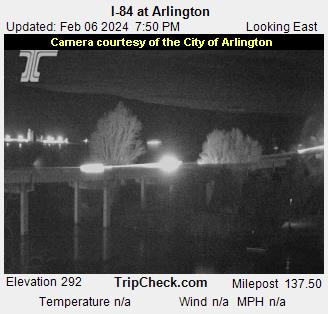 I-84 at Arlington
Updated: Feb 06 2024 7:50 PM Looking East
Camera courtesy of the City of Arlington
Elevation 292 TripCheck.com Milepost 137.50
Temperature n/a Wind n/a MPH n/a